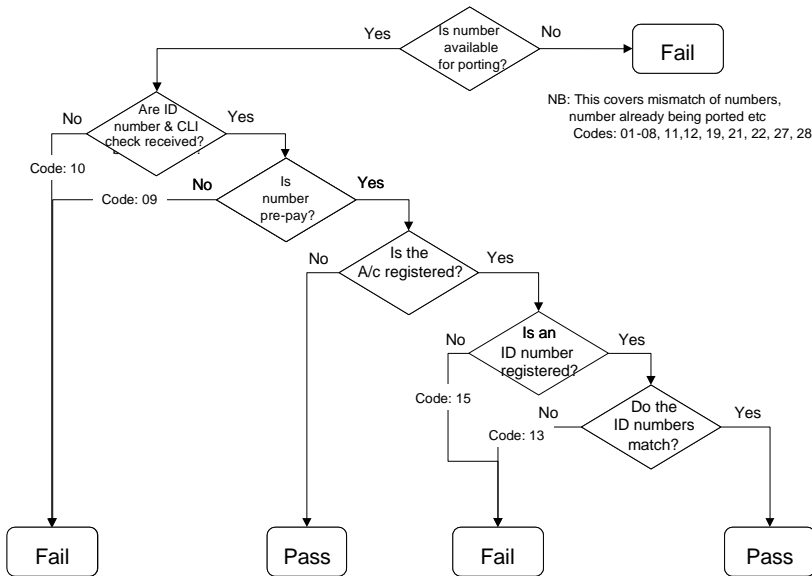 Is number
available
for porting?
Yes
No
Fail
NB: This covers mismatch of numbers,
number already being ported etc
Codes: 01-08, 11,12, 19, 21, 22, 27, 28
Are ID
number & CLI
check received?
No
Yes
Code: 10
Is
number
pre-pay?
No
Yes
Code: 09
Is the
A/c registered?
No
Yes
Is an
ID number
registered?
No
Yes
Code: 15
Do the
ID numbers
match?
No
Yes
Code: 13
Fail
Pass
Fail
Pass